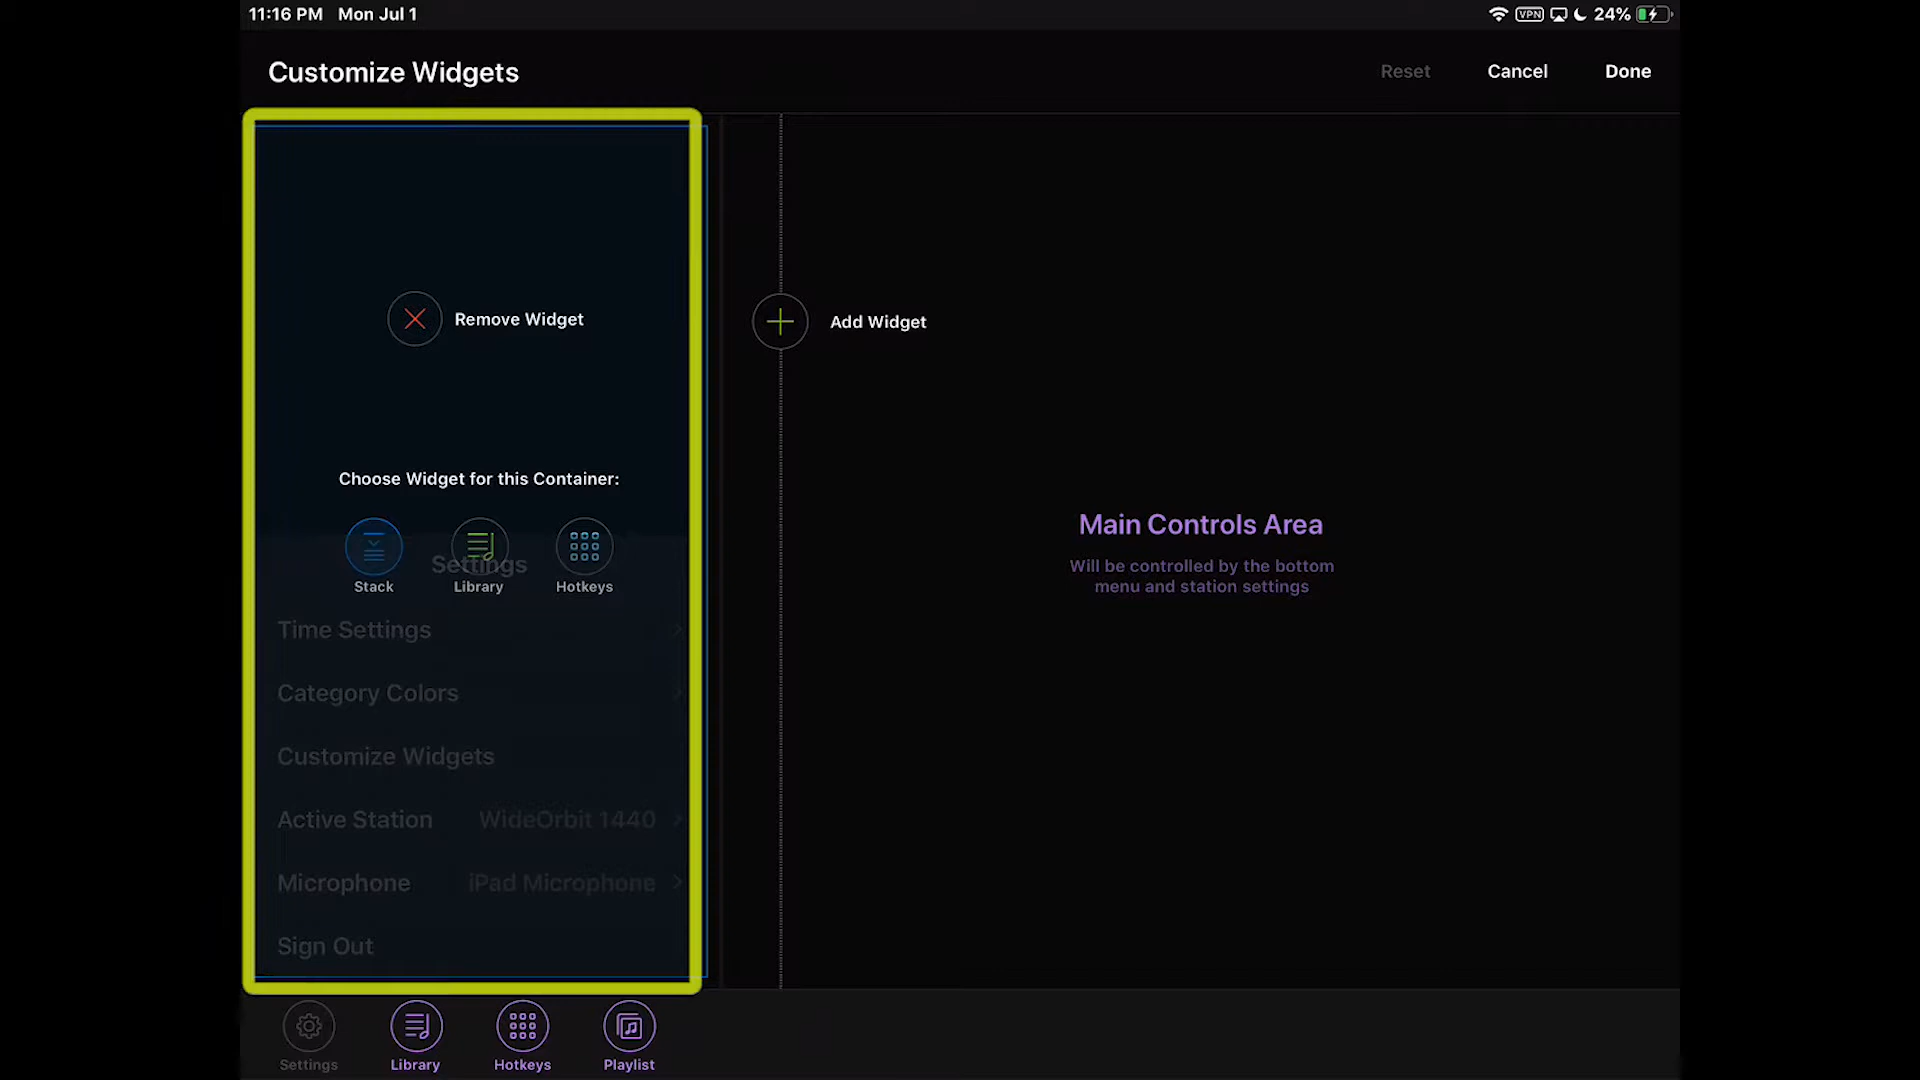 11:16 PM Mon Jul 1
VPN 24%
Customize Widgets
Reset Cancel Done
Remove Widget
Add Widget
Choose Widget for this Container:
Settings
Stack Library Hotkeys
Main Controls Area
Will be controlled by the bottom
menu and station settings
Time Settings
Category Colors
Customize Widgets
Active Station WideOrbit 1440
Microphone iPad Microphone
Sign Out
Settings Library Hotkeys Playlist